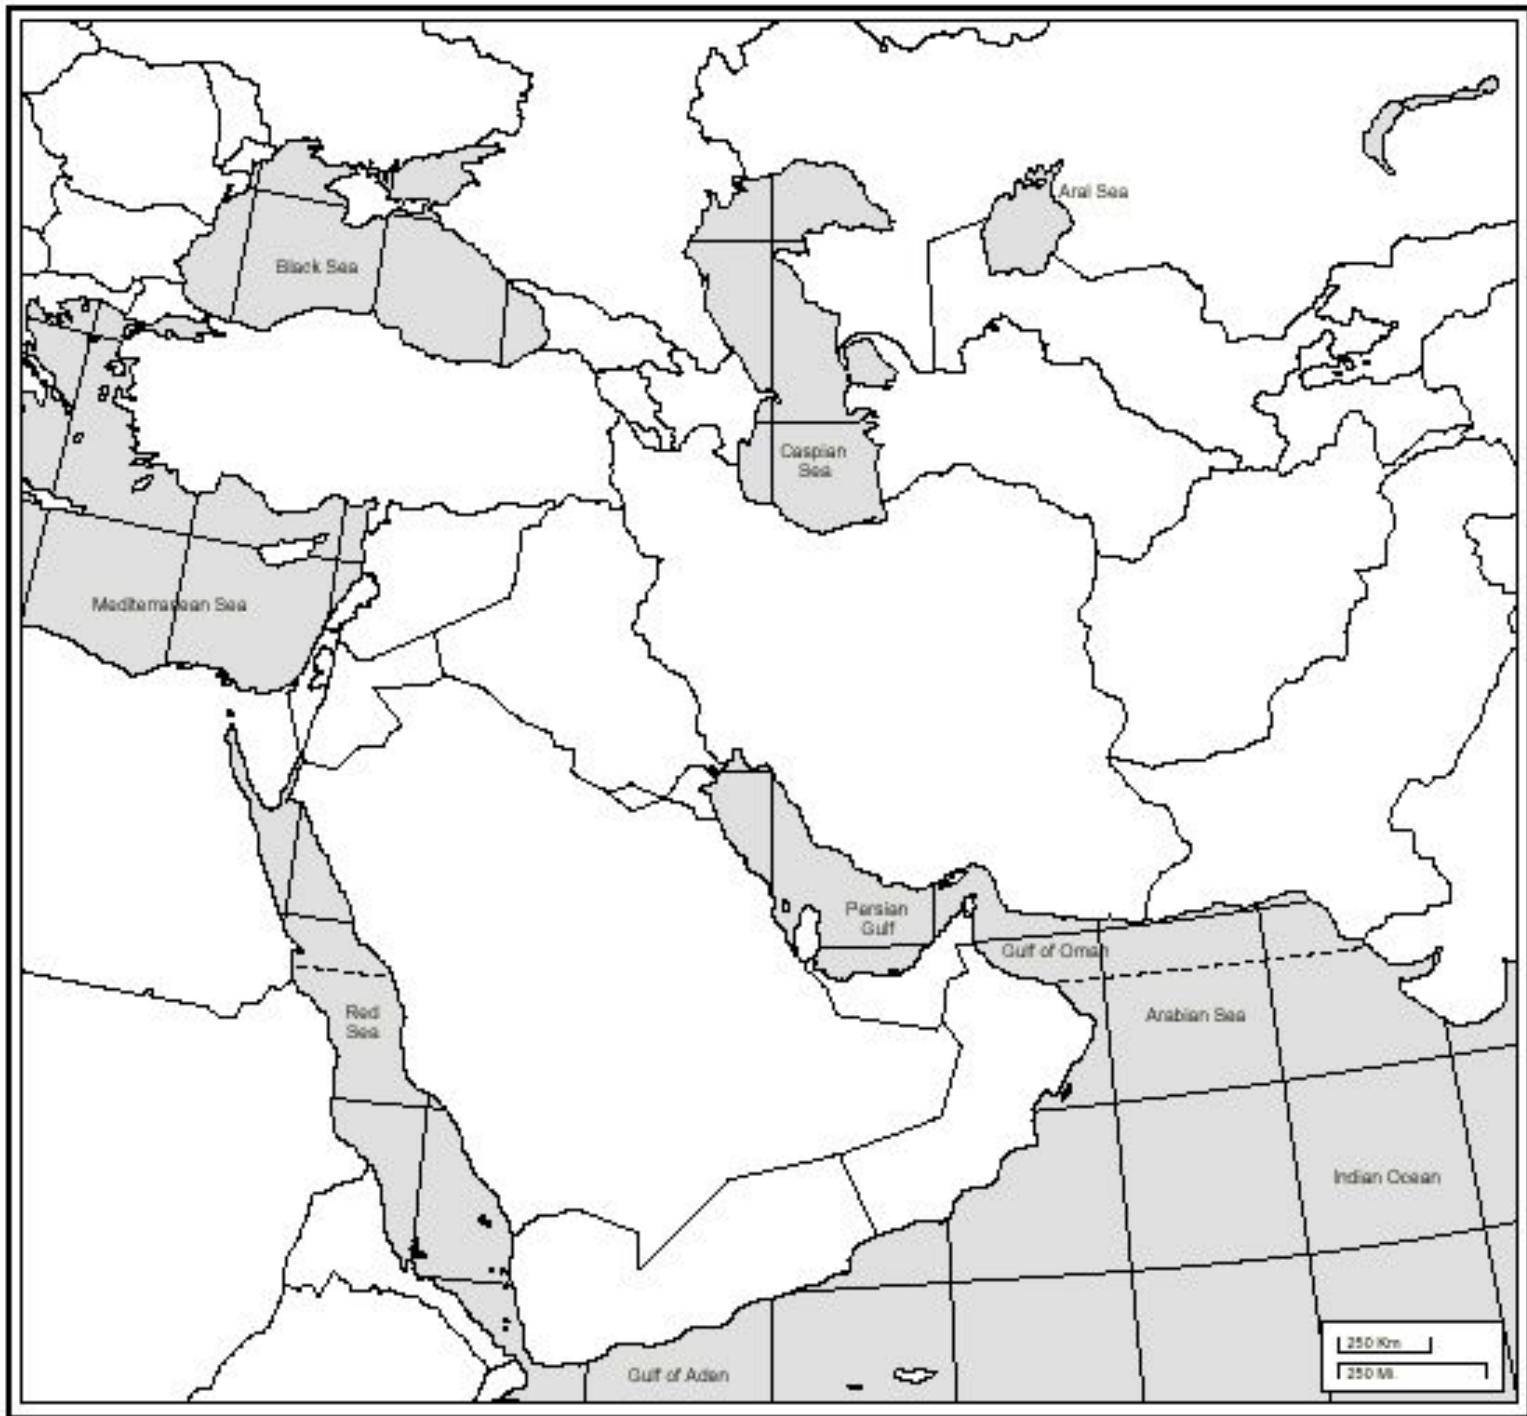 Aral Sea
Black Sea
Caspian
Sea
Mediterranean Sea
Persian
Gulf
Gulf of Oman
Red
Sea
Arabian Sea
Indian Ocean
250 Km
250 Mi.
Gulf of Aden